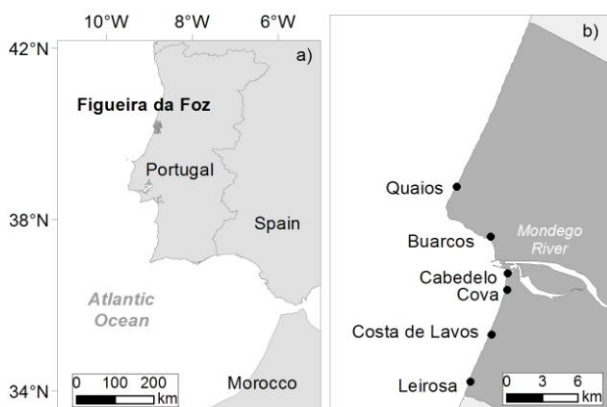 10°W 8°W 6°W
42°N
a)
Figueira da Foz
Portugal
38°N
Spain
Atlantic
Ocean
0 100 200
km
Morocco
34°N
b)
Quaios
Buarcos
Mondego
River
Cabedelo
Cova
Costa de Lavos
Leirosa
0 3 6
km